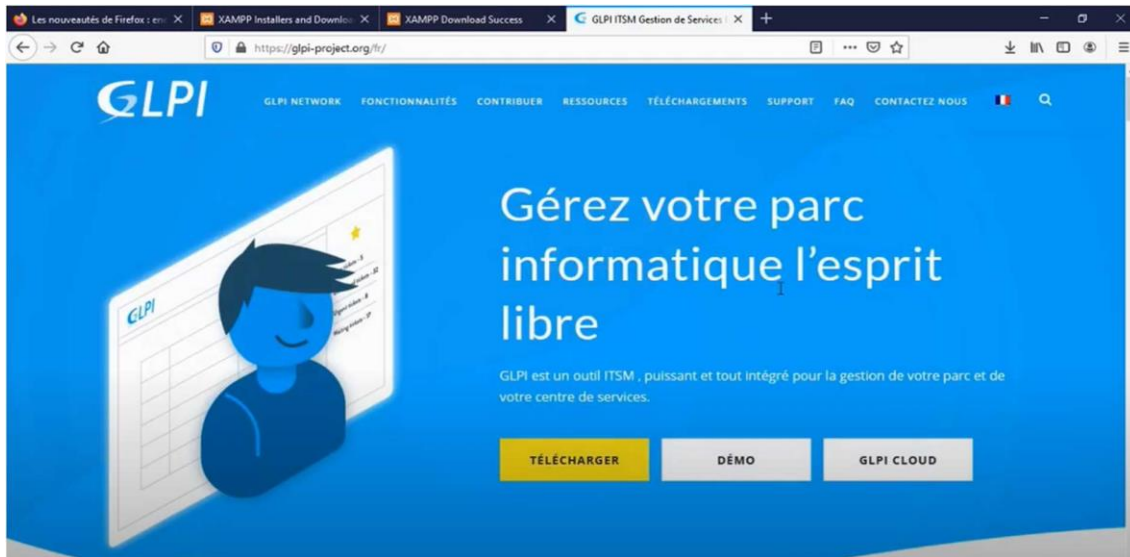 Les nouveautés de Firefox : en
XAMPP Installers and Downloa
XAMPP Download Success
GLPI ITSM Gestion de Services
https://glpi-project.org/fr/
GLPI
GLPI NETWORK FONCTIONNALITÉS CONTRIBUER RESSOURCES TÉLÉCHARGEMENTS SUPPORT FAQ CONTACTEZ NOUS
GLPI
Gérez votre parc
informatique l’esprit
libre
GLPI est un outil ITSM , puissant et tout intégré pour la gestion de votre parc et de
votre centre de services.
TÉLÉCHARGER DÉMO GLPI CLOUD